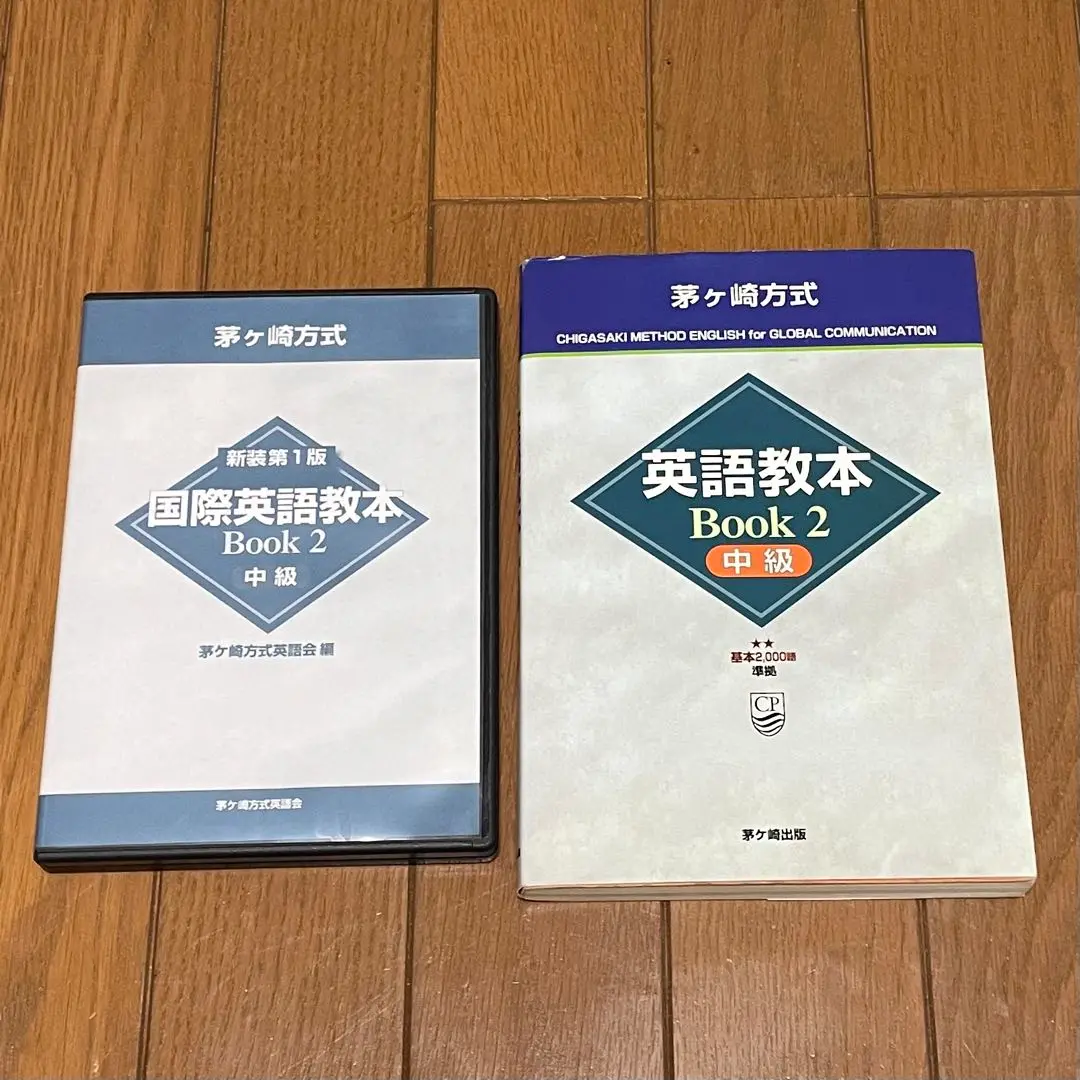 茅ヶ崎方式
新装第1版
国際英語教本
Book 2
中級
茅ケ崎方式英語会 編
茅ケ崎方式英語会
茅ヶ崎方式
CHIGASAKI METHOD ENGLISH for GLOBAL COMMUNICATION
英語教本
Book 2
中級
★★
基本2,000語
準拠
CP
茅ケ崎出版